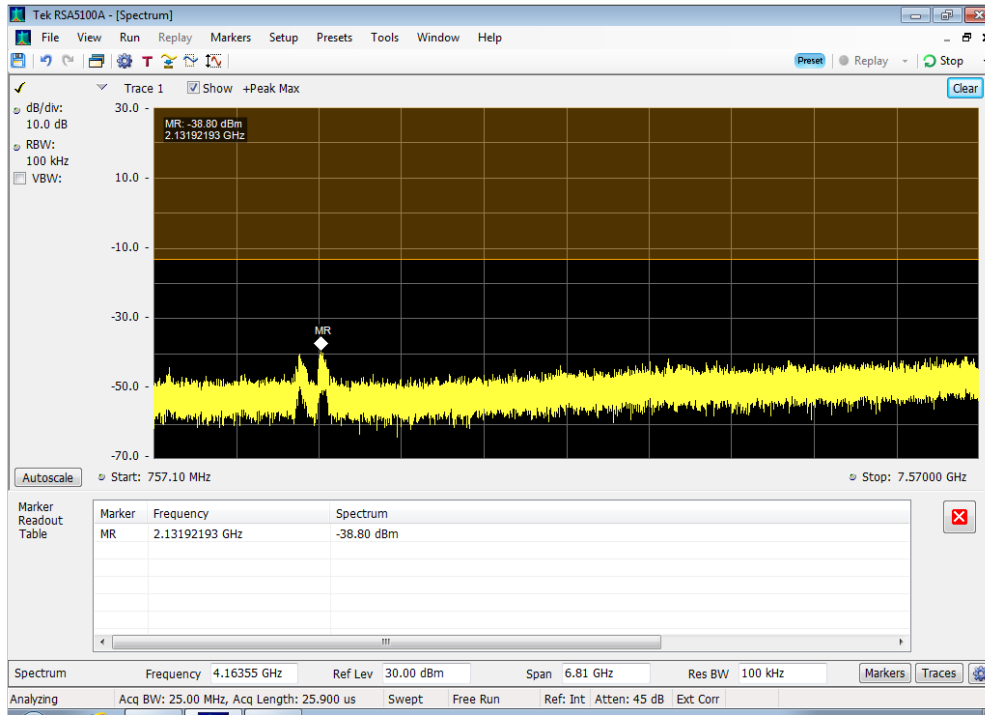 Tek RSA5100A - [Spectrum]
File View Run Replay Markers Setup Presets Tools Window Help
T Preset Replay Stop
Trace 1 Show +Peak Max Clear
dB/div:
10.0 dB
RBW:
100 kHz
VBW:
30.0 -
MR: -38.80 dBm
2.13192193 GHz
10.0 -
-10.0 -
-30.0 -
MR
-50.0 -
-70.0 -
Autoscale Start: 757.10 MHz Stop: 7.57000 GHz
Marker
Readout
Table
Marker Frequency Spectrum
MR 2.13192193 GHz -38.80 dBm
Spectrum Frequency 4.16355 GHz Ref Lev 30.00 dBm Span 6.81 GHz Res BW 100 kHz Markers Traces
Analyzing Acq BW: 25.00 MHz, Acq Length: 25.900 us Swept Free Run Ref: Int Atten: 45 dB Ext Corr